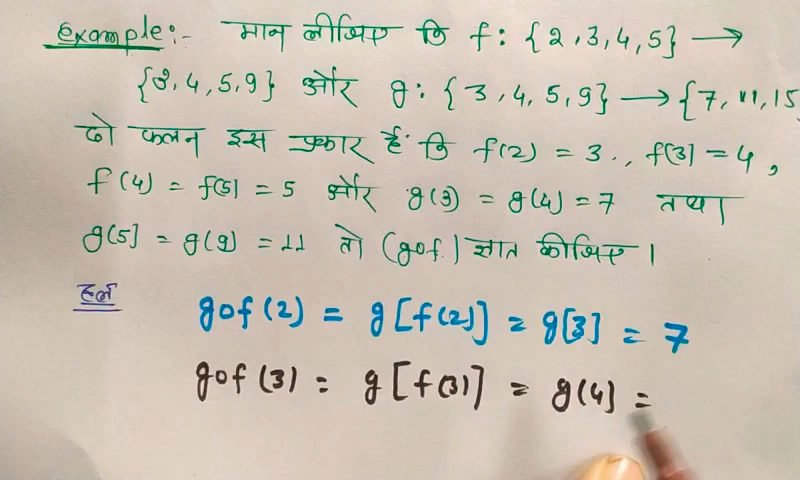 Example:- मान लीजिए कि f: {2,3,4,5} →
{3,4,5,9} और g: {3,4,5,9} → {7,11,15
दो फलन इस प्रकार हैं कि f(2) = 3., f(3) = 4,
f(4) = f(5) = 5 और g(3) = g(4) = 7 तथा
g(5] = g(9) = 11 तो (gof) ज्ञात कीजिए।
हल
gof(2) = g[f(2)] = g[3] = 7
gof(3) = g[f(3)] = g(4] =